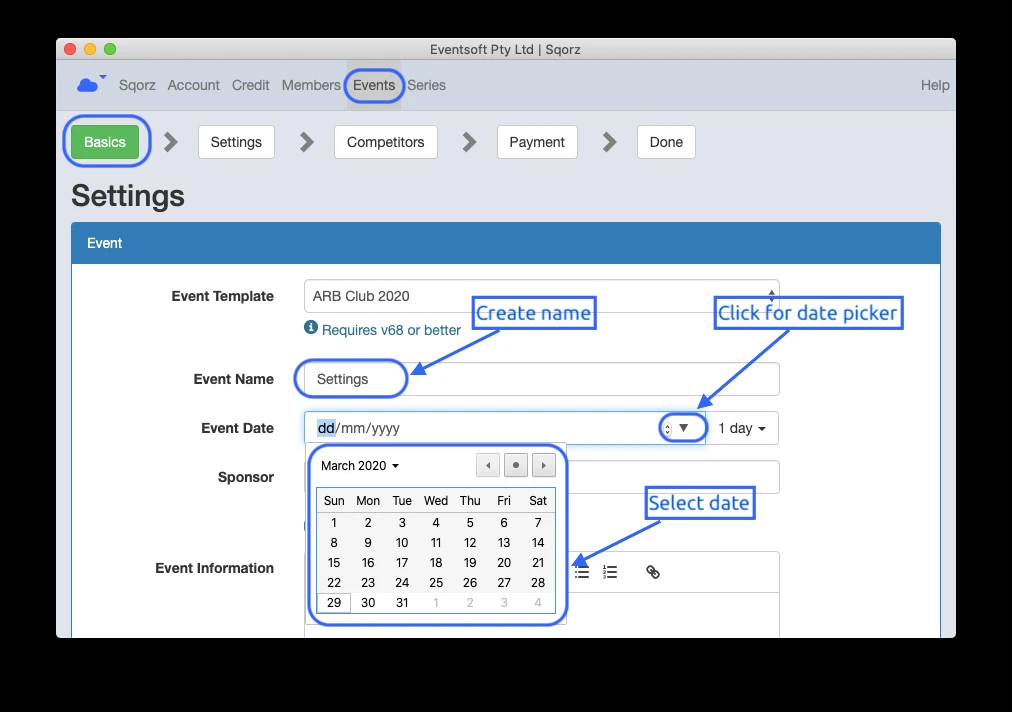 Eventsoft Pty Ltd | Sqorz
Sqorz Account Credit Members Events Series Help
Basics Settings Competitors Payment Done
Settings
Event
Event Template ARB Club 2020
Create name
Click for date picker
Requires v68 or better
Event Name Settings
Event Date dd/mm/yyyy 1 day
Sponsor
March 2020
Select date
Sun Mon Tue Wed Thu Fri Sat
1 2 3 4 5 6 7
8 9 10 11 12 13 14
15 16 17 18 19 20 21
22 23 24 25 26 27 28
29 30 31 1 2 3 4
Event Information